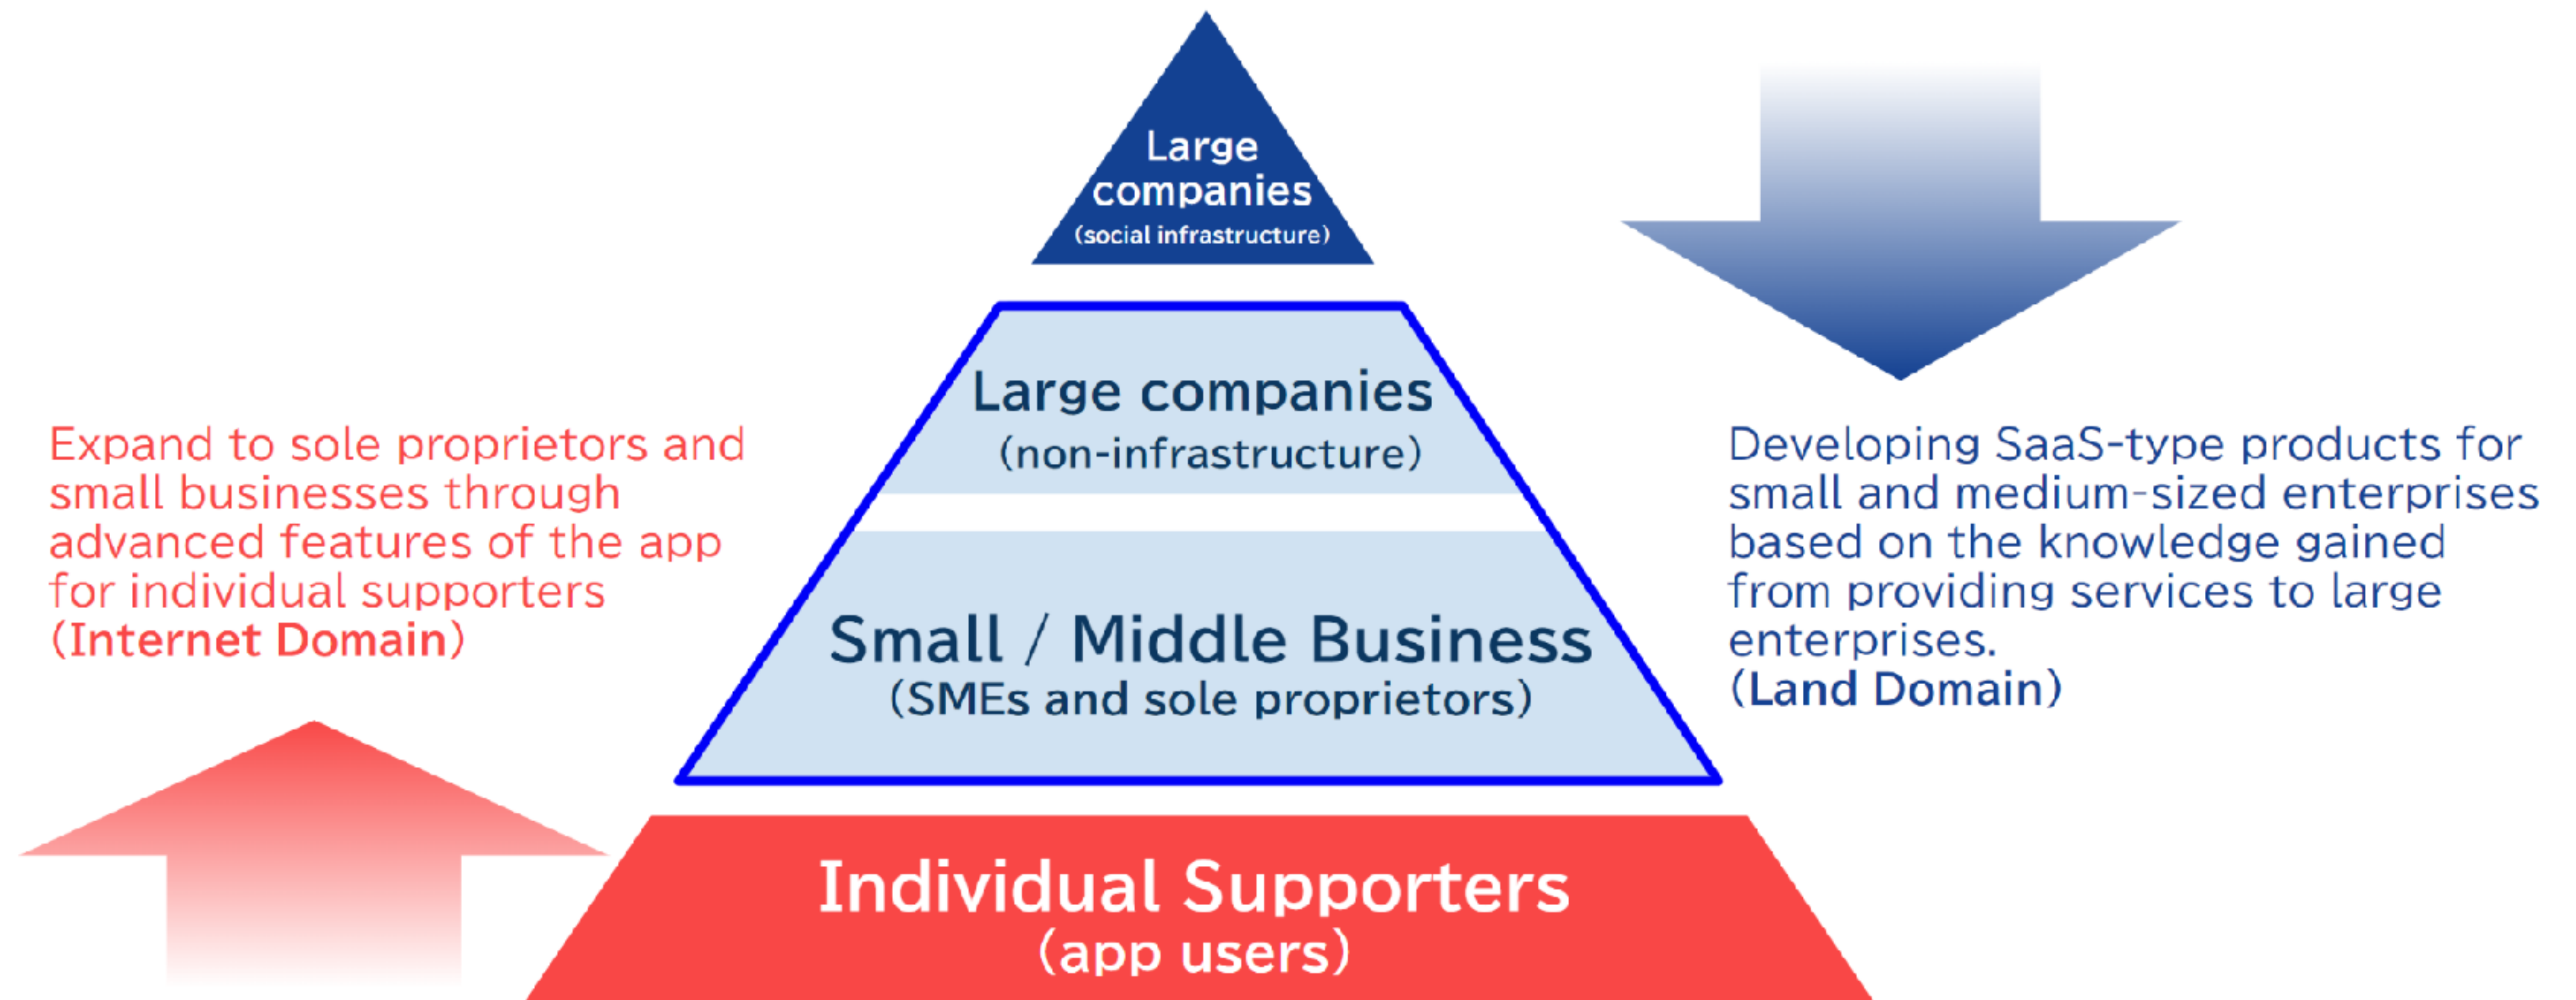 Large
companies
(social infrastructure)
Large companies
(non-infrastructure)
Small / Middle Business
(SMEs and sole proprietors)
Individual Supporters
(app users)
Expand to sole proprietors and
small businesses through
advanced features of the app
for individual supporters
(Internet Domain)
Developing SaaS-type products for
small and medium-sized enterprises
based on the knowledge gained
from providing services to large
enterprises.
(Land Domain)